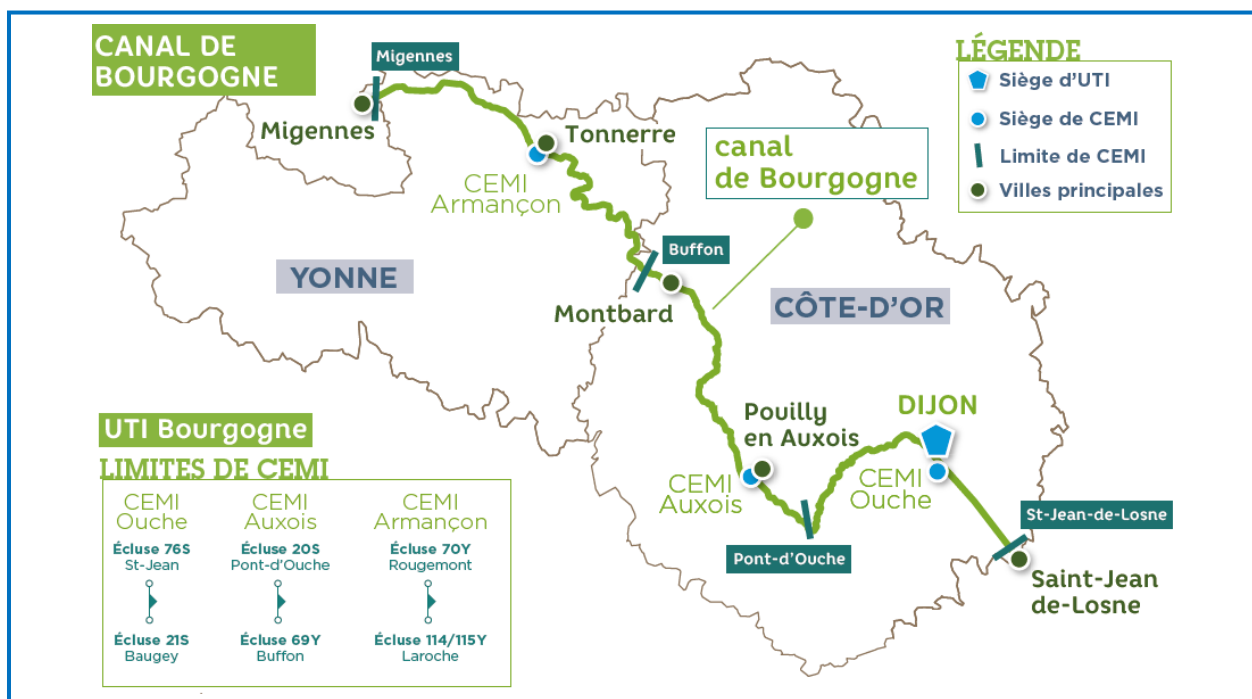 CANAL DE
BOURGOGNE
Migennes
Migennes
Tonnerre
CEMI
Armançon
canal
de Bourgogne
LÉGENDE
Siège d'UTI
Siège de CEMI
Limite de CEMI
Villes principales
YONNE
Buffon
Montbard
CÔTE-D'OR
Pouilly
en Auxois
CEMI
Auxois
DIJON
CEMI
Ouche
Pont-d'Ouche
St-Jean-de-Losne
Saint-Jean
de-Losne
UTI Bourgogne
LIMITES DE CEMI
CEMI
Ouche
Écluse 76S
St-Jean
Écluse 21S
Baugey
CEMI
Auxois
Écluse 20S
Pont-d'Ouche
Écluse 69Y
Buffon
CEMI
Armançon
Écluse 70Y
Rougemont
Écluse 114/115Y
Laroche